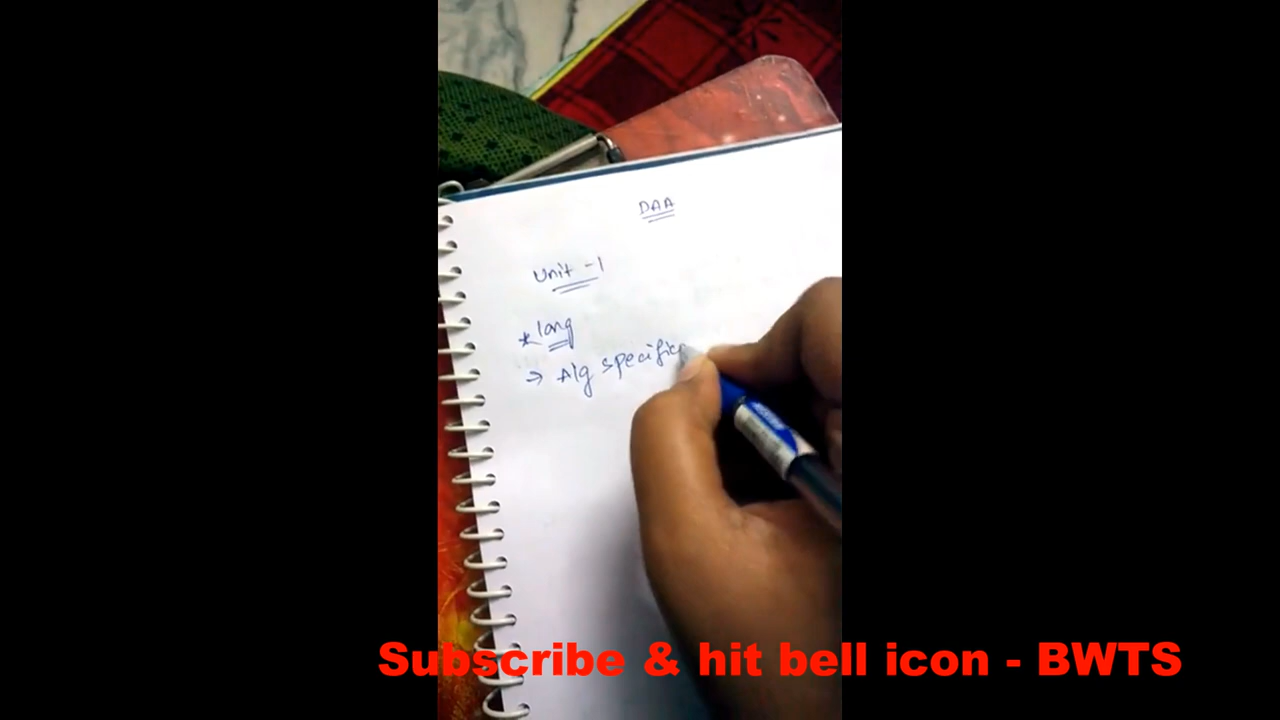 DAA
Unit - 1
* long
→ Alg specific
Subscribe & hit bell icon - BWTS